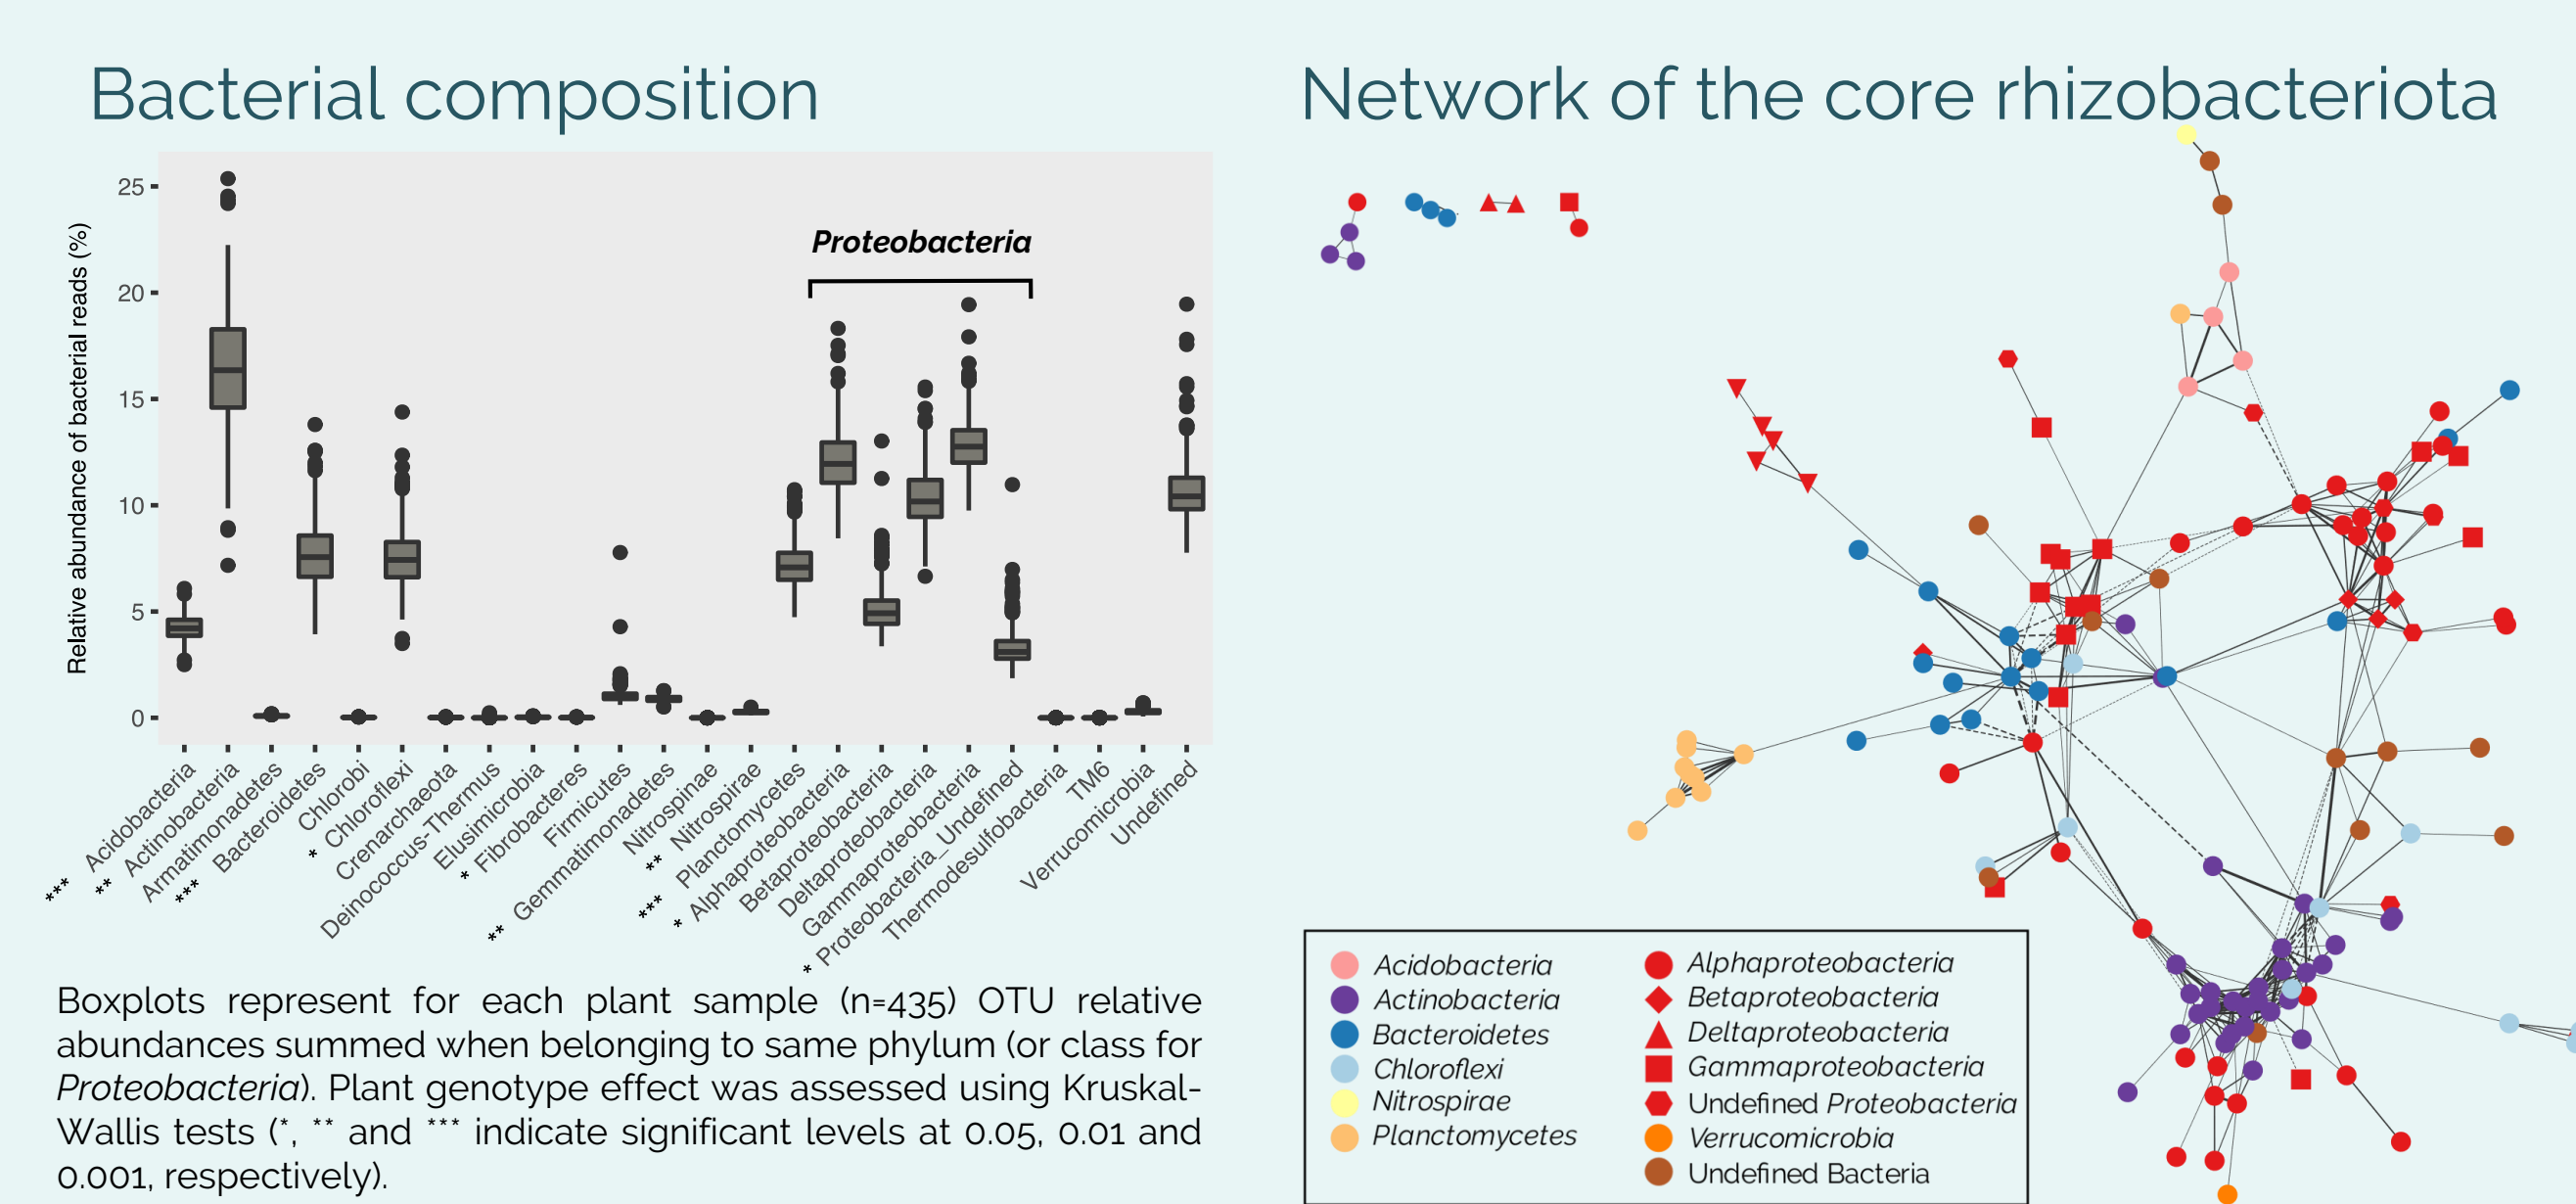 Bacterial composition
Relative abundance of bacterial reads (%)
25
20
15
10
5
0
Proteobacteria
*** Acidobacteria
** Actinobacteria
Armatimonadetes
*** Bacteroidetes
Chlorobi
* Chloroflexi
Crenarchaeota
Deinococcus-Thermus
Elusimicrobia
* Fibrobacteres
Firmicutes
** Gemmatimonadetes
Nitrospinae
** Nitrospirae
*** Planctomycetes
* Alphaproteobacteria
Betaproteobacteria
Deltaproteobacteria
Gammaproteobacteria
* Proteobacteria_Undefined
Thermodesulfobacteria
TM6
Verrucomicrobia
Undefined
Boxplots represent for each plant sample (n=435) OTU relative
abundances summed when belonging to same phylum (or class for
Proteobacteria). Plant genotype effect was assessed using Kruskal-
Wallis tests (*, ** and *** indicate significant levels at 0.05, 0.01 and
0.001, respectively).
Network of the core rhizobacteriota
Acidobacteria
Actinobacteria
Bacteroidetes
Chloroflexi
Nitrospirae
Planctomycetes
Alphaproteobacteria
Betaproteobacteria
Deltaproteobacteria
Gammaproteobacteria
Undefined Proteobacteria
Verrucomicrobia
Undefined Bacteria